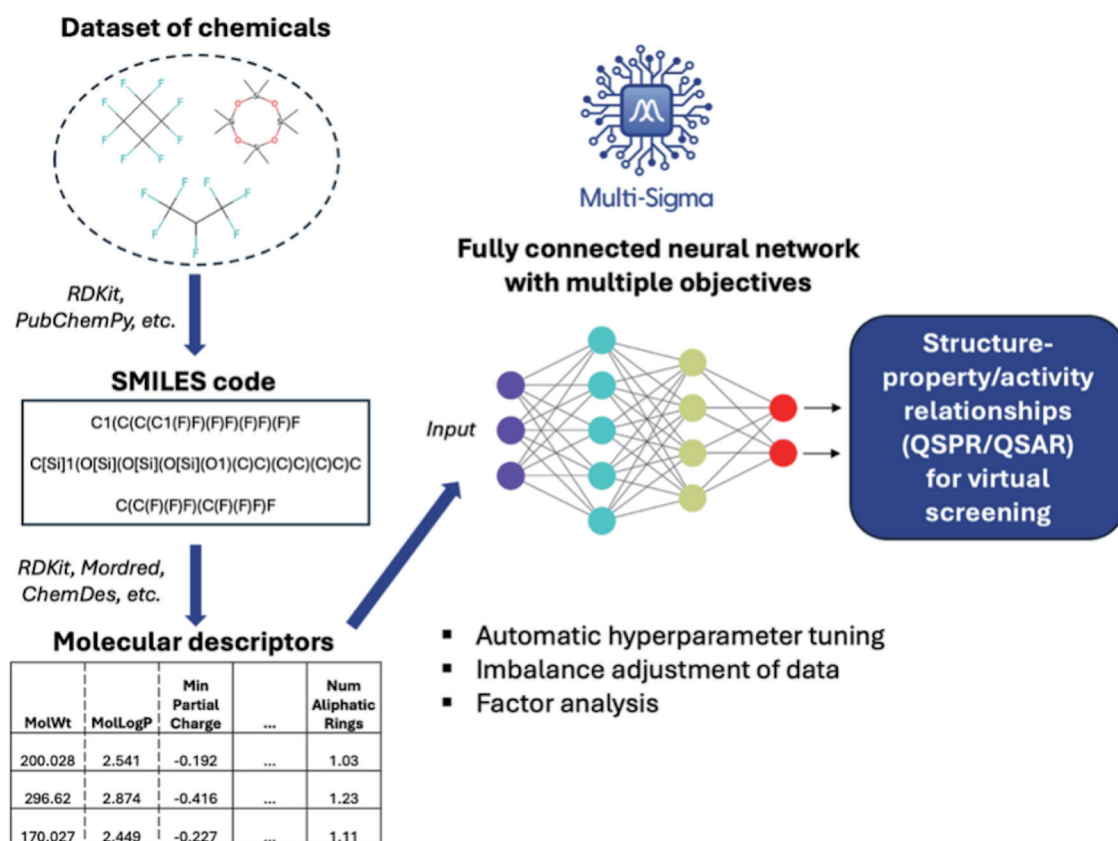 Dataset of chemicals
F F
F F
F F
F F
Si
O O
Si Si
O O
Si
F F F F
F F
F
RDKit,
PubChemPy, etc.
SMILES code
C1(C(C(C1(F)F)(F)F)(F)F)(F)F
C[Si]1(O[Si](O[Si](O[Si](O1)(C)C)(C)C)(C)C)C
C(C(F)(F)F)(C(F)(F)F)F
RDKit, Mordred,
ChemDes, etc.
Molecular descriptors
MolWt MolLogP Min Partial Charge ... Num Aliphatic Rings
200.028 2.541 -0.192 ... 1.03
296.62 2.874 -0.416 ... 1.23
170.027 2.449 -0.227 ... 1.11
Multi-Sigma
Fully connected neural network
with multiple objectives
Input
Structure-
property/activity
relationships
(QSPR/QSAR)
for virtual
screening
▪ Automatic hyperparameter tuning
▪ Imbalance adjustment of data
▪ Factor analysis